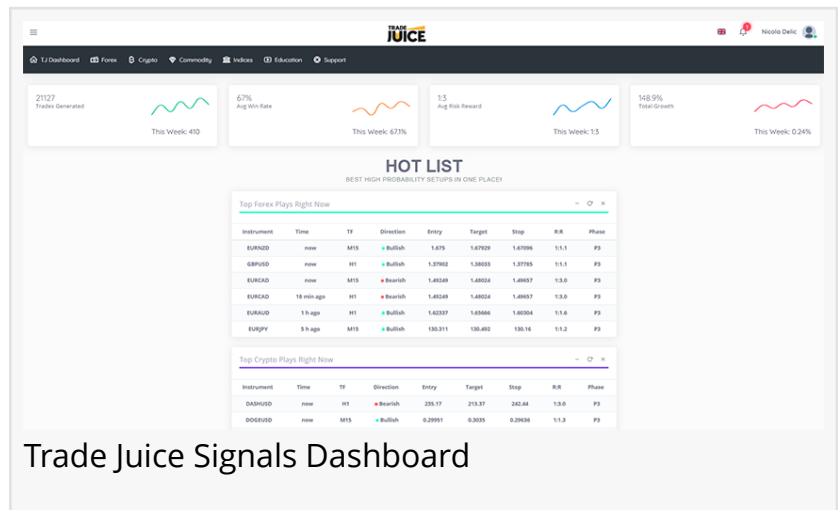 TRADE
JUICE
1
Nicola Delic
TJ Dashboard Forex Crypto Commodity Indices Education Support
21127
Trades Generated
This Week: 410
67%
Avg Win Rate
This Week: 67.1%
1:3
Avg Risk Reward
This Week: 1:3
148.9%
Total Growth
This Week: 0.24%
HOT LIST
BEST HIGH PROBABILITY SETUPS IN ONE PLACE!
Top Forex Plays Right Now
Instrument Time TF Direction Entry Target Stop R:R Phase
EURNZD now M15 Bullish 1.675 1.67929 1.67096 1:1.1 P3
GBPUSD now H1 Bullish 1.37902 1.38033 1.37785 1:1.1 P3
EURCAD now M15 Bearish 1.49249 1.48024 1.49657 1:3.0 P3
EURCAD 18 min ago H1 Bearish 1.49249 1.48024 1.49657 1:3.0 P3
EURAUD 1 h ago H1 Bullish 1.62337 1.65666 1.60304 1:1.6 P3
EURJPY 5 h ago M15 Bullish 130.311 130.492 130.16 1:1.2 P3
Top Crypto Plays Right Now
Instrument Time TF Direction Entry Target Stop R:R Phase
DASHUSD now H1 Bearish 235.17 213.37 242.44 1:3.0 P3
DOGEUSD now M15 Bullish 0.29951 0.3035 0.29636 1:1.3 P3
Trade Juice Signals Dashboard